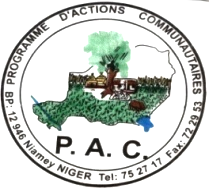 PROGRAMME D'ACTIONS COMMUNAUTAIRES
P. A. C.
BP: 12 946 Niamey NIGER Tel: 75 27 17 Fax: 72 29 53